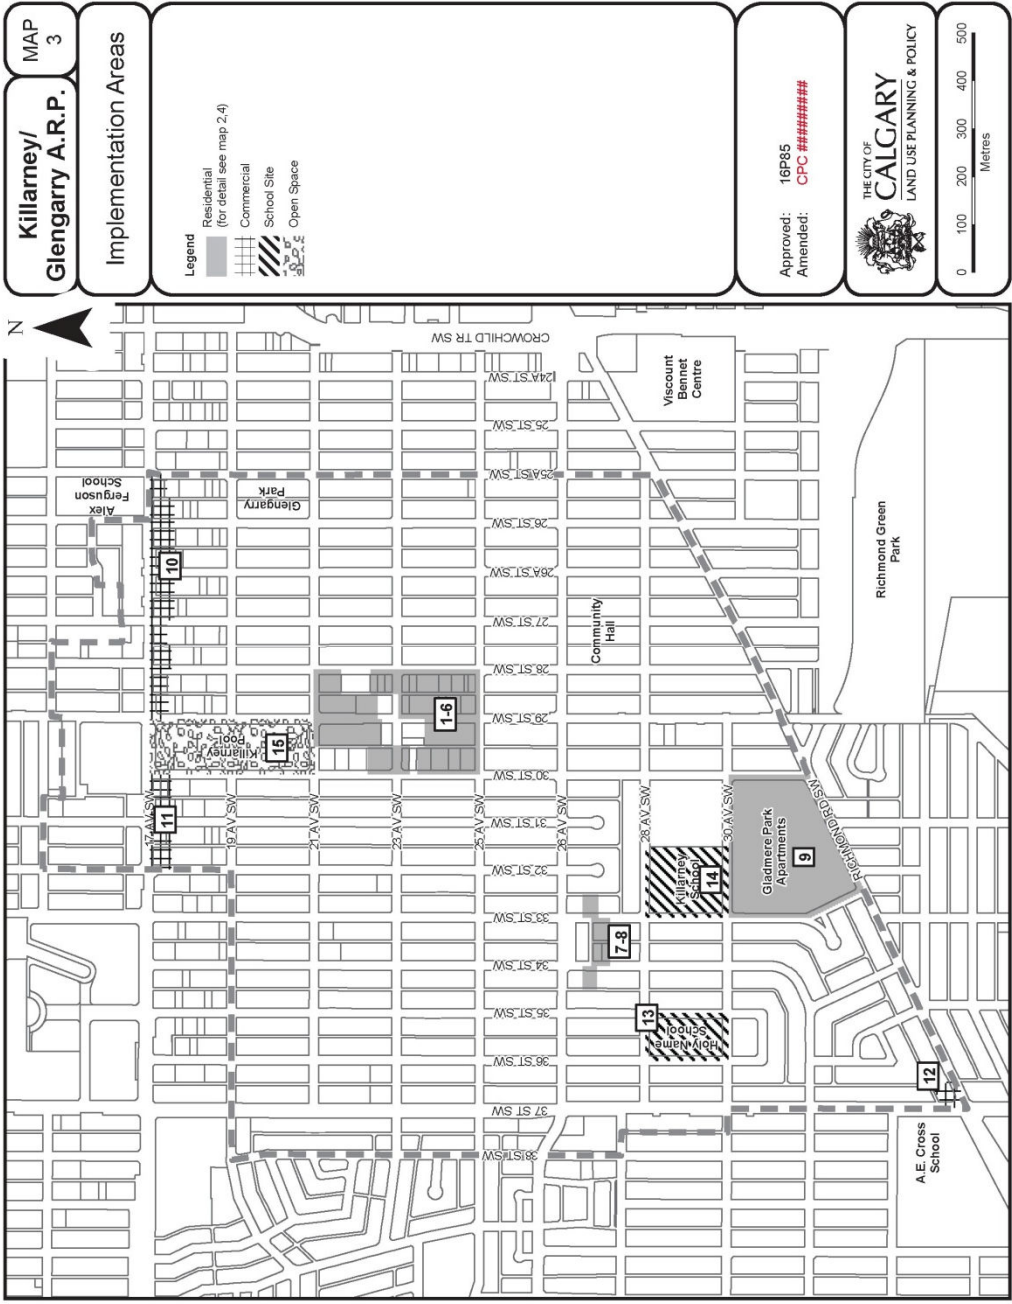 Killarney/
Glengarry A.R.P.
MAP
3
Implementation Areas
Legend
Residential
(for detail see map 2,4)
Commercial
School Site
Open Space
Approved: 16P85
Amended: CPC ##########
THE CITY OF
CALGARY
LAND USE PLANNING & POLICY
0 100 200 300 400 500
Metres
N
CROWCHILD TR SW
24A ST SW
25 ST SW
25A ST SW
26 ST SW
26A ST SW
27 ST SW
28 ST SW
29 ST SW
30 ST SW
31 ST SW
32 ST SW
33 ST SW
34 ST SW
35 ST SW
36 ST SW
37 ST SW
38 ST SW
17 AV SW
19 AV SW
21 AV SW
23 AV SW
25 AV SW
26 AV SW
28 AV SW
30 AV SW
RICHMOND RD SW
Alex
Ferguson
School
Glengarry
Park
Viscount
Bennet
Centre
Richmond Green
Park
Community
Hall
Killarney
Pool
Killarney
School
Gladmere Park
Apartments
Holy Name
School
A.E. Cross
School
10
11
15
1-6
7-8
9
14
13
12